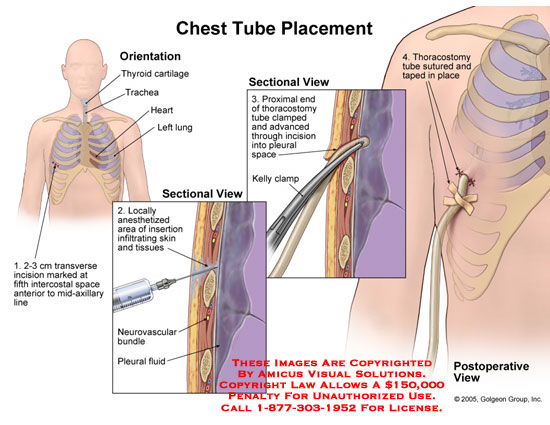 Chest Tube Placement
Orientation
Thyroid cartilage
Trachea
Heart
Left lung
1. 2-3 cm transverse
incision marked at
fifth intercostal space
anterior to mid-axillary
line
Sectional View
2. Locally
anesthetized
area of insertion
infiltrating skin
and tissues
Neurovascular
bundle
Pleural fluid
Sectional View
3. Proximal end
of thoracostomy
tube clamped
and advanced
through incision
into pleural
space
Kelly clamp
4. Thoracostomy
tube sutured and
taped in place
Postoperative
View
© 2005, Golgeon Group, Inc.
These Images Are Copyrighted
By Amicus Visual Solutions.
Copyright Law Allows A $150,000
Penalty For Unauthorized Use.
Call 1-877-303-1952 For License.